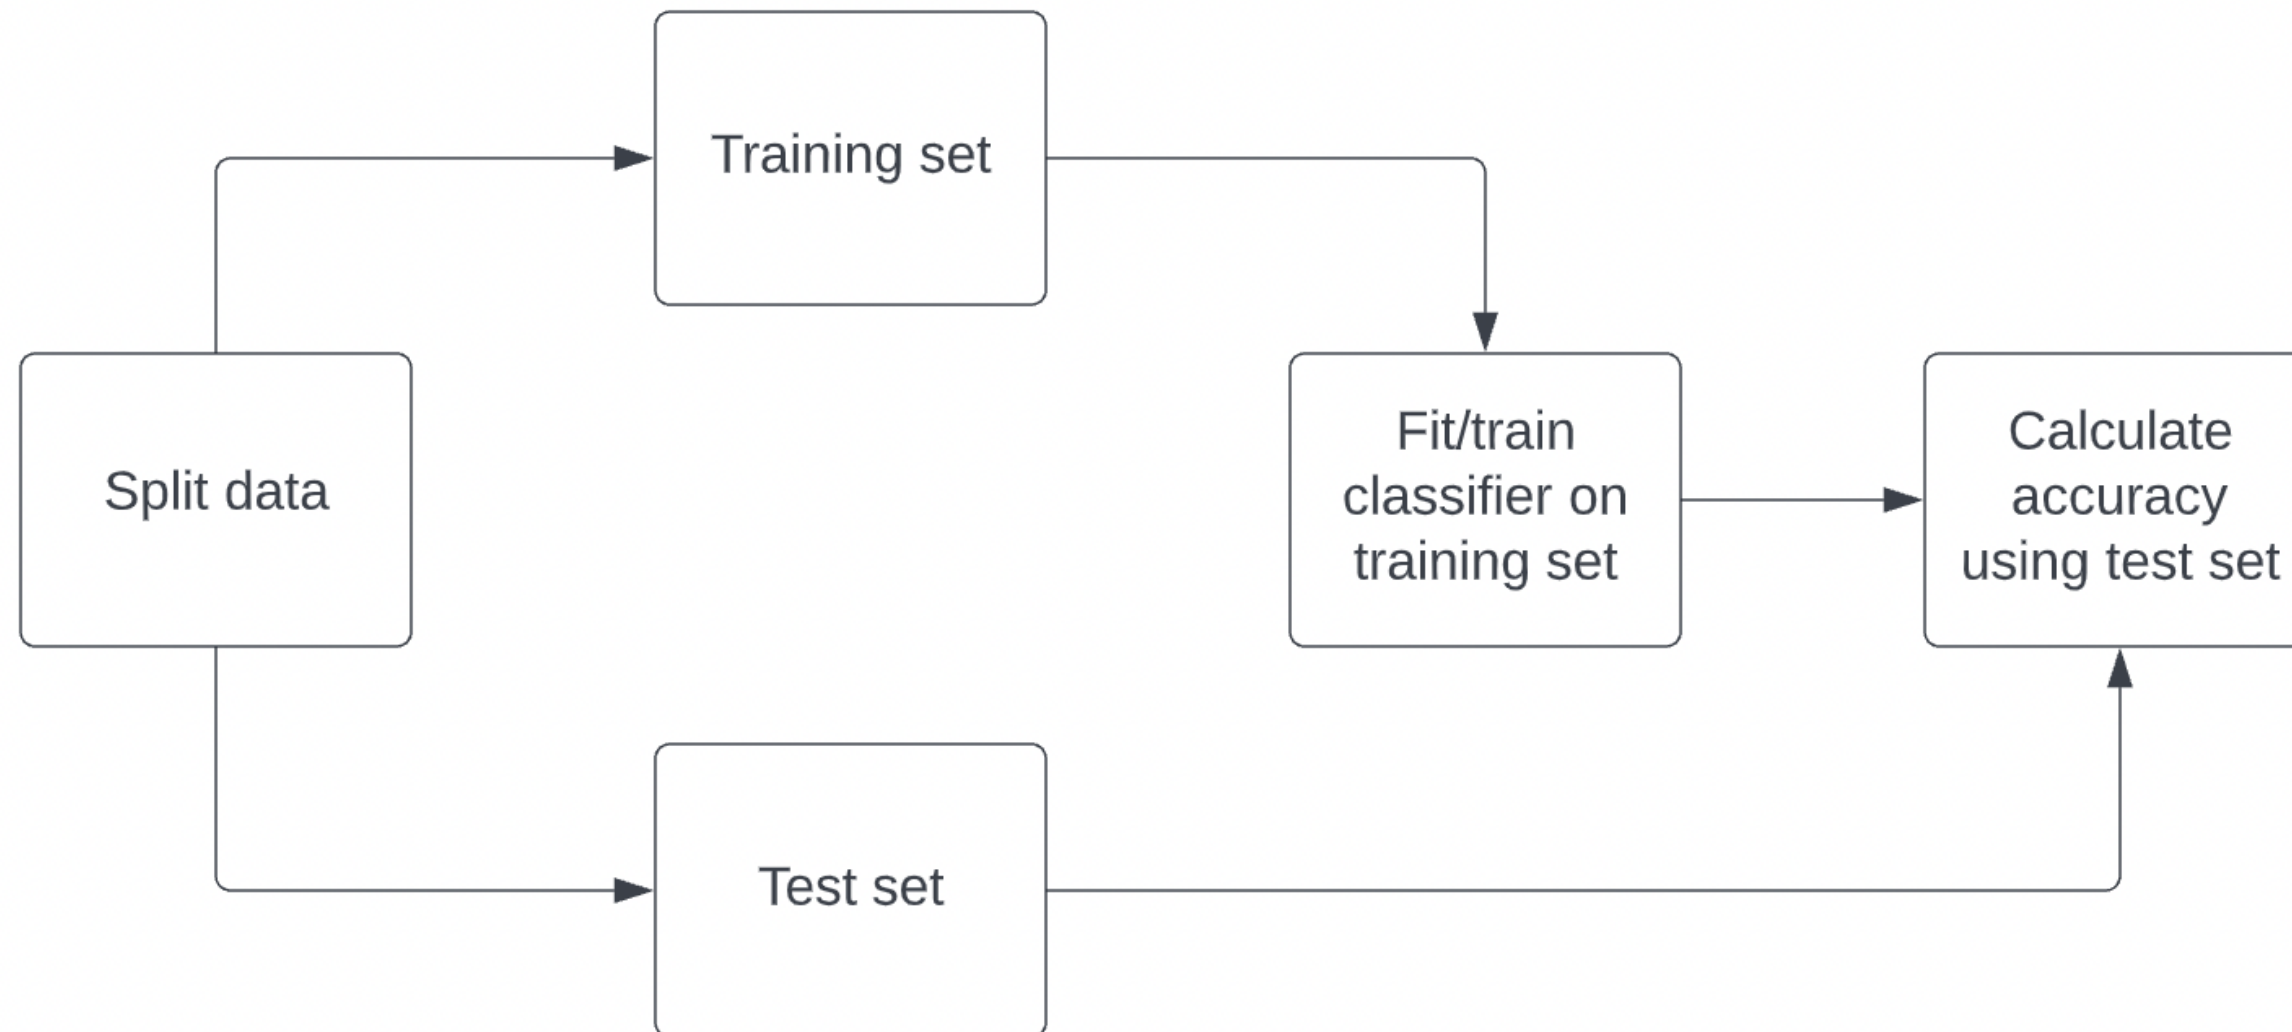 Training set
Split data
Fit/train
classifier on
training set
Calculate
accuracy
using test set
Test set